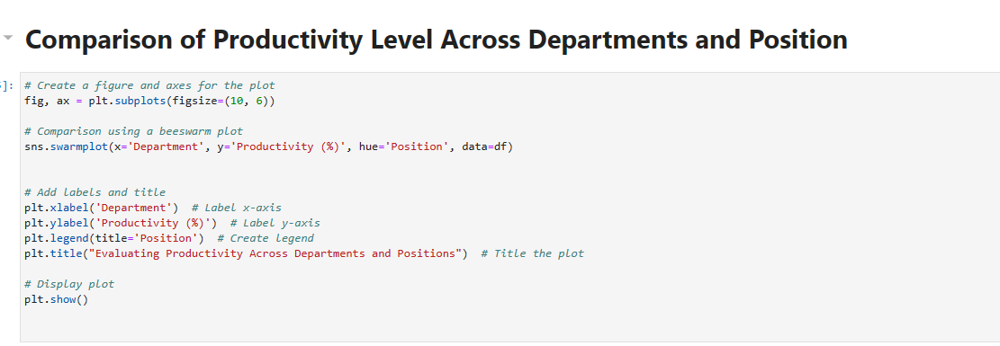 Comparison of Productivity Level Across Departments and Position
]:
# Create a figure and axes for the plot
fig, ax = plt.subplots(figsize=(10, 6))
# Comparison using a beeswarm plot
sns.swarmplot(x='Department', y='Productivity (%)', hue='Position', data=df)
# Add labels and title
plt.xlabel('Department')  # Label x-axis
plt.ylabel('Productivity (%)')  # Label y-axis
plt.legend(title='Position')  # Create legend
plt.title("Evaluating Productivity Across Departments and Positions")  # Title the plot
# Display plot
plt.show()